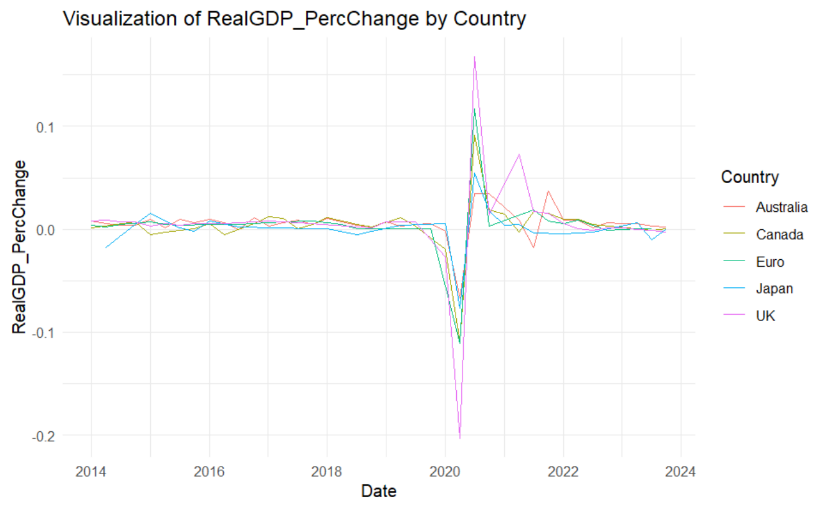 Visualization of RealGDP_PercChange by Country
RealGDP_PercChange
0.1
0.0
-0.1
-0.2
2014
2016
2018
2020
2022
2024
Date
Country
Australia
Canada
Euro
Japan
UK